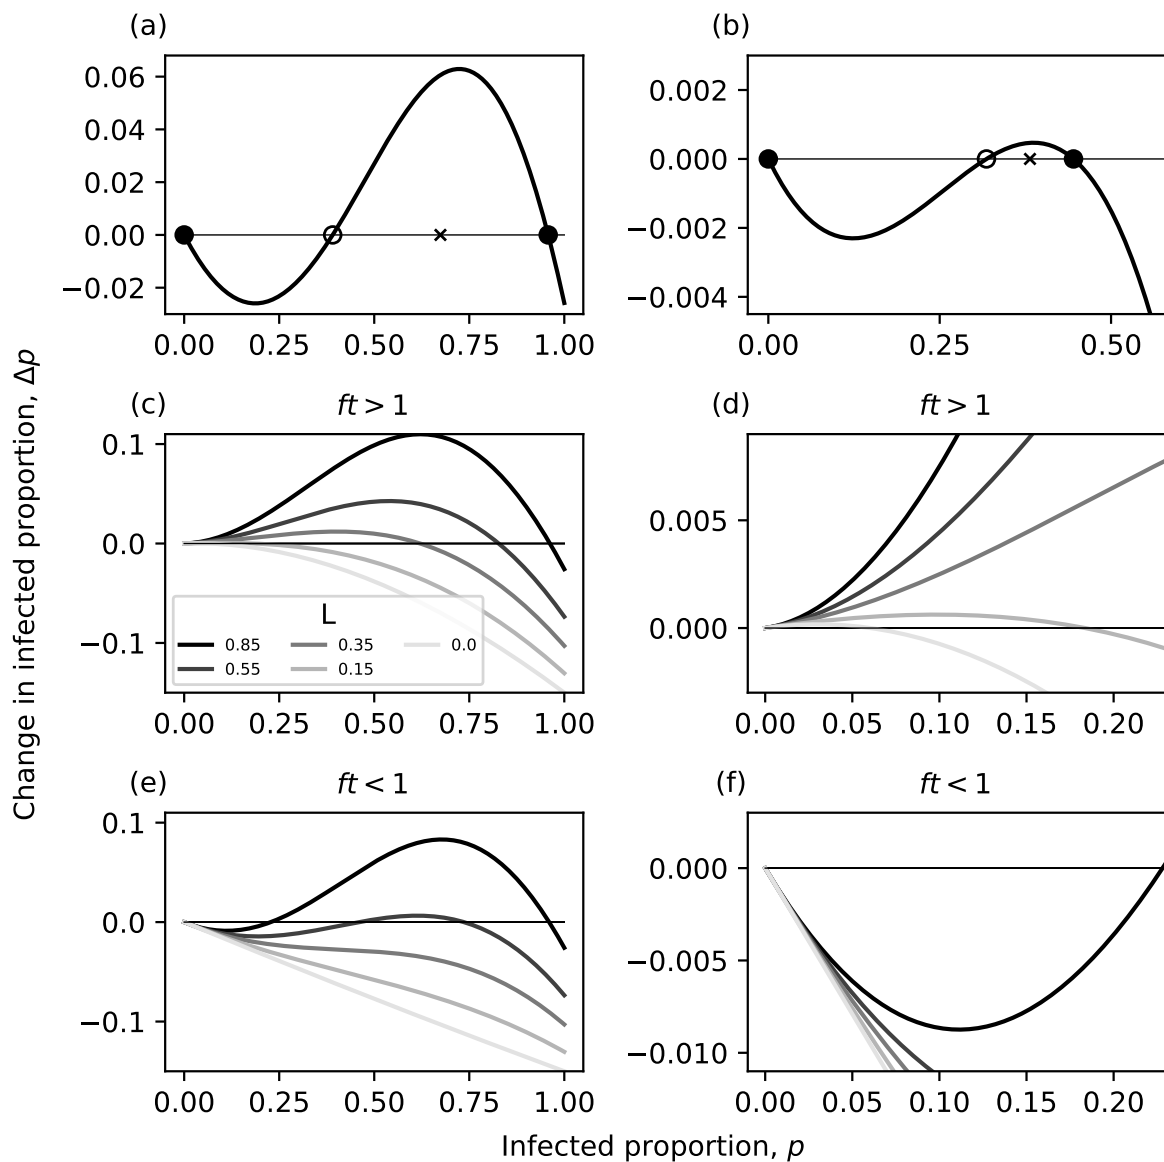 (a)
(b)
0.06
0.04
0.02
0.00
−0.02
0.00 0.25 0.50 0.75 1.00
0.002
0.000
−0.002
−0.004
0.00 0.25 0.50
Change in infected proportion, Δp
(c) ft > 1
0.1
0.0
−0.1
L
0.85 0.35 0.0
0.55 0.15
0.00 0.25 0.50 0.75 1.00
(d) ft > 1
0.005
0.000
0.00 0.05 0.10 0.15 0.20
(e) ft < 1
0.1
0.0
−0.1
0.00 0.25 0.50 0.75 1.00
(f) ft < 1
0.000
−0.005
−0.010
0.00 0.05 0.10 0.15 0.20
Infected proportion, p